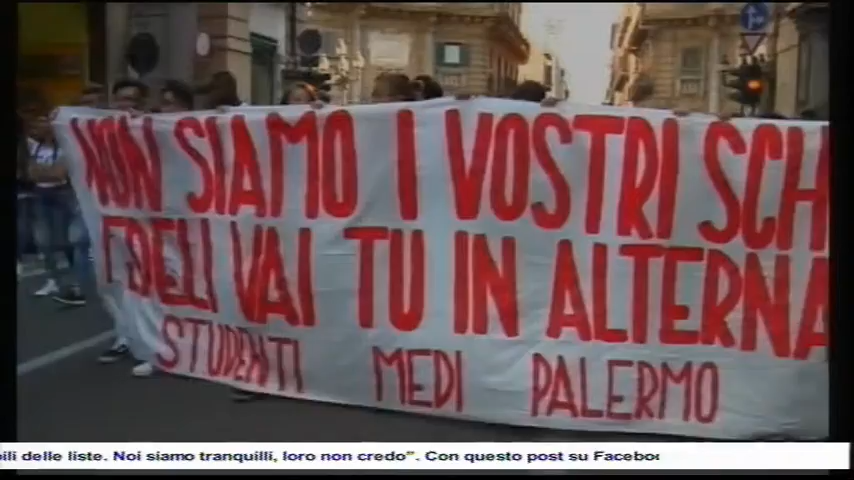 NON SIAMO I VOSTRI SCH
FEDELI VAI TU IN ALTERNA
STUDENTI MEDI PALERMO
ili delle liste. Noi siamo tranquilli, loro non credo". Con questo post su Facebo